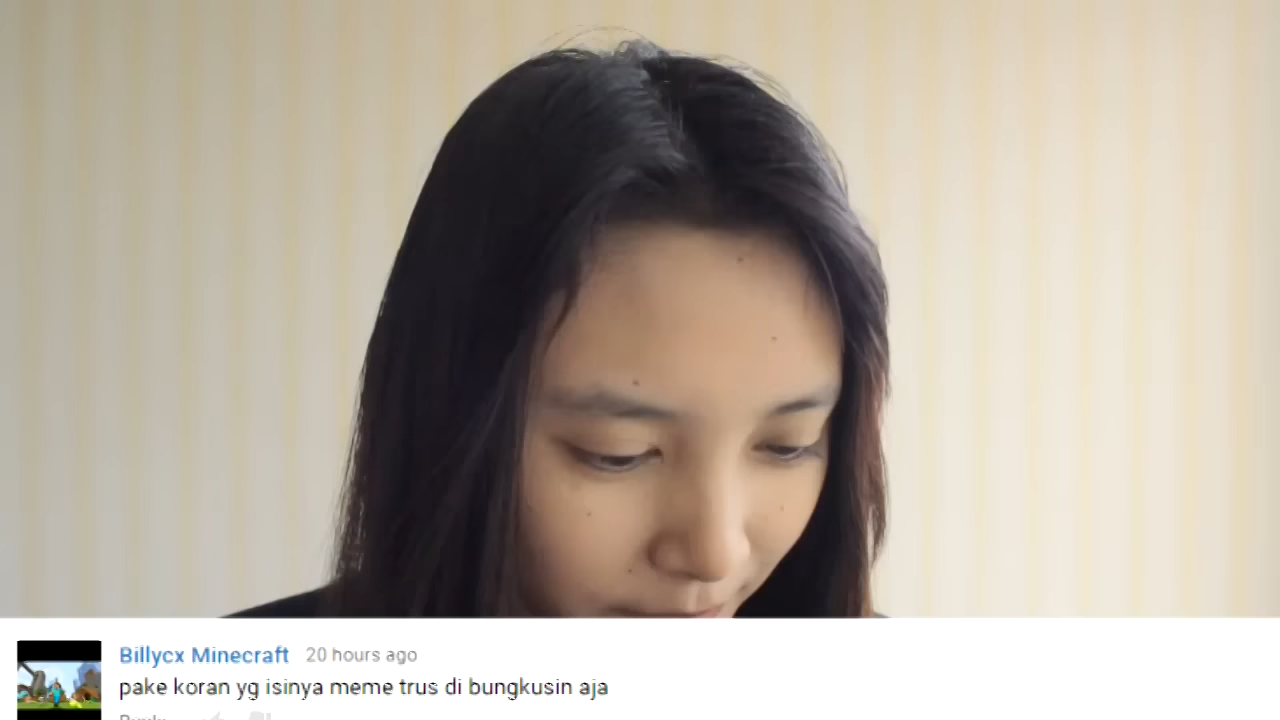 Billycx Minecraft 20 hours ago
pake koran yg isinya meme trus di bungkusin aja